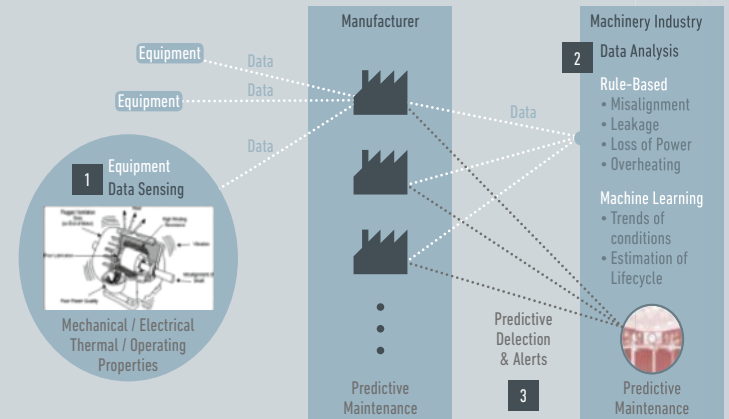 Equipment
Equipment
Data
Data
Data
1
Equipment
Data Sensing
Vibration
Mechanical / Electrical
Thermal / Operating
Properties
Manufacturer
Predictive
Maintenance
Data
Predictive
Delection
& Alerts
3
Machinery Industry
2
Data Analysis
Rule-Based
• Misalignment
• Leakage
• Loss of Power
• Overheating
Machine Learning
• Trends of
conditions
• Estimation of
Lifecycle
Predictive
Maintenance